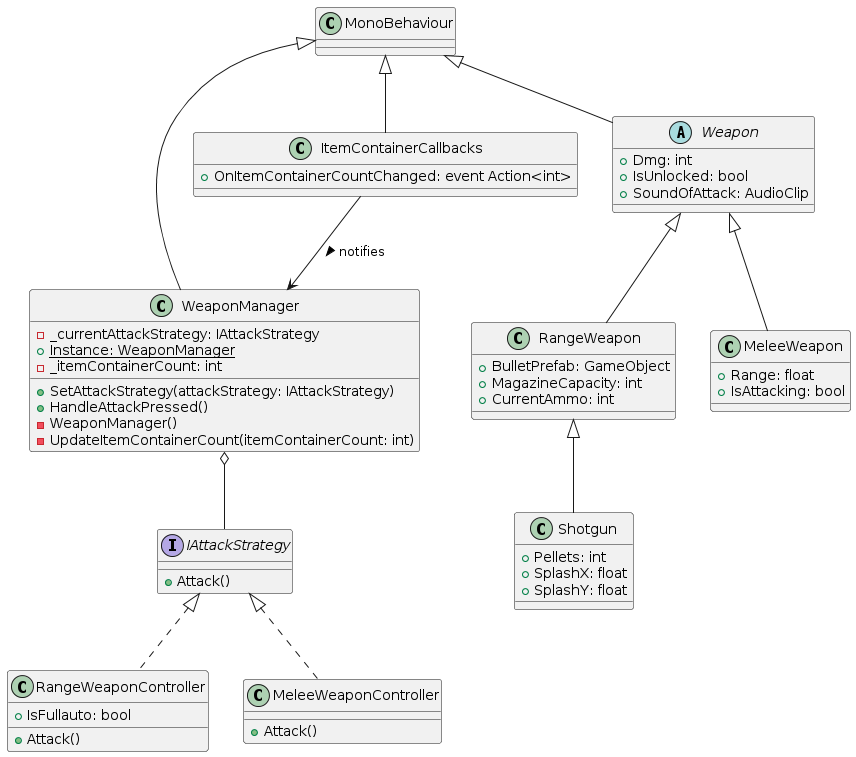 C MonoBehaviour
C ItemContainerCallbacks
OnItemContainerCountChanged: event Action<int>
A Weapon
Dmg: int
IsUnlocked: bool
SoundOfAttack: AudioClip
notifies
C WeaponManager
_currentAttackStrategy: IAttackStrategy
Instance: WeaponManager
_itemContainerCount: int
SetAttackStrategy(attackStrategy: IAttackStrategy)
HandleAttackPressed()
WeaponManager()
UpdateItemContainerCount(itemContainerCount: int)
C RangeWeapon
BulletPrefab: GameObject
MagazineCapacity: int
CurrentAmmo: int
C MeleeWeapon
Range: float
IsAttacking: bool
I IAttackStrategy
Attack()
C Shotgun
Pellets: int
SplashX: float
SplashY: float
C RangeWeaponController
IsFullauto: bool
Attack()
C MeleeWeaponController
Attack()